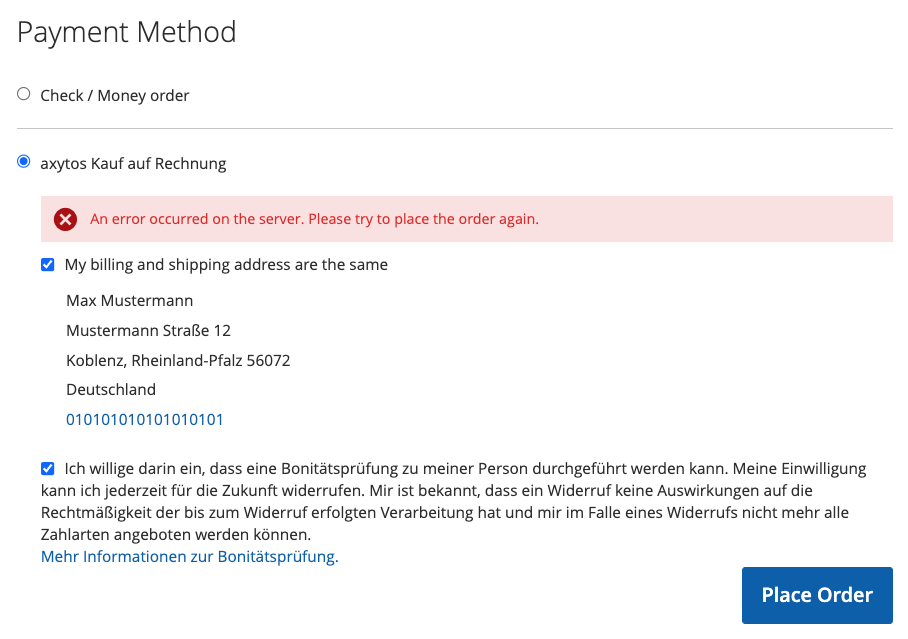 Payment Method
Check / Money order
axytos Kauf auf Rechnung
An error occurred on the server. Please try to place the order again.
My billing and shipping address are the same
Max Mustermann
Mustermann Straße 12
Koblenz, Rheinland-Pfalz 56072
Deutschland
010101010101010101
Ich willige darin ein, dass eine Bonitätsprüfung zu meiner Person durchgeführt werden kann. Meine Einwilligung
kann ich jederzeit für die Zukunft widerrufen. Mir ist bekannt, dass ein Widerruf keine Auswirkungen auf die
Rechtmäßigkeit der bis zum Widerruf erfolgten Verarbeitung hat und mir im Falle eines Widerrufs nicht mehr alle
Zahlarten angeboten werden können.
Mehr Informationen zur Bonitätsprüfung.
Place Order